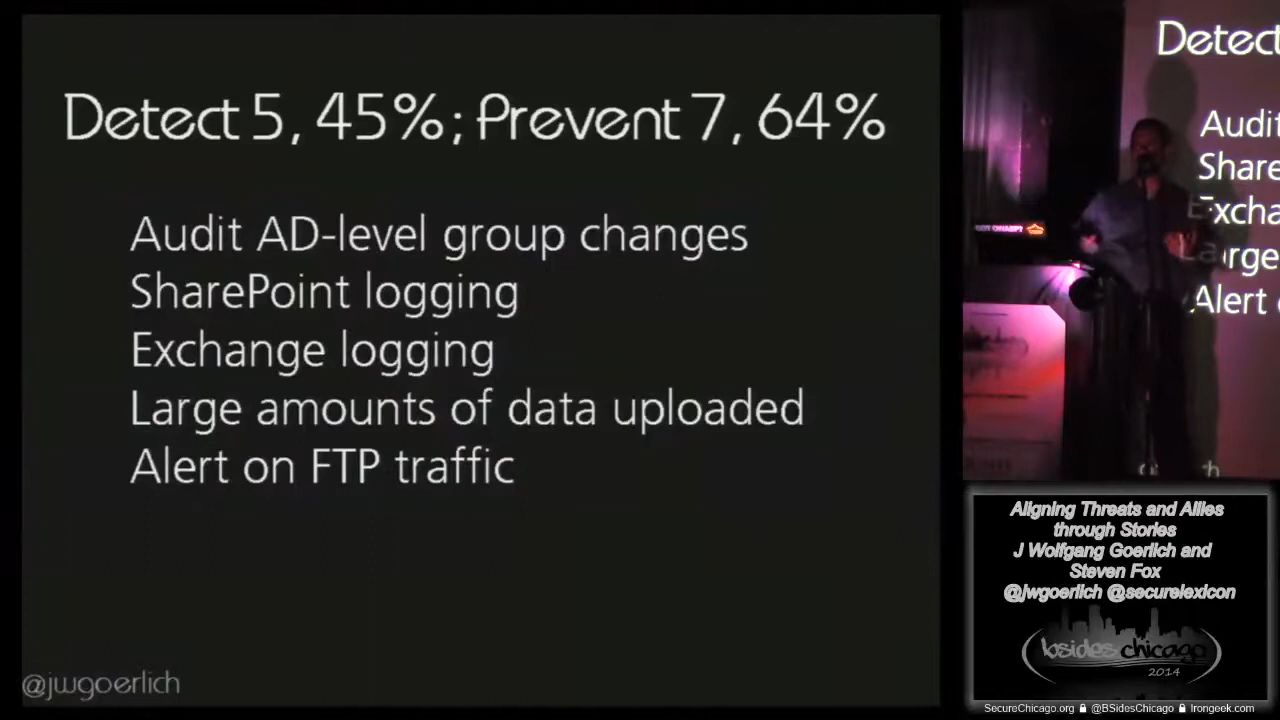 Detect 5, 45%; Prevent 7, 64%
Audit AD-level group changes
SharePoint logging
Exchange logging
Large amounts of data uploaded
Alert on FTP traffic
@jwgoerlich
Detect
Audit
Share
Excha
arge
Alert
Aligning Threats and Allies
through Stories
J Wolfgang Goerlich and
Steven Fox
@jwgoerlich @securelexicon
bsides chicago
2014
SecureChicago.org @BSidesChicago Irongeek.com